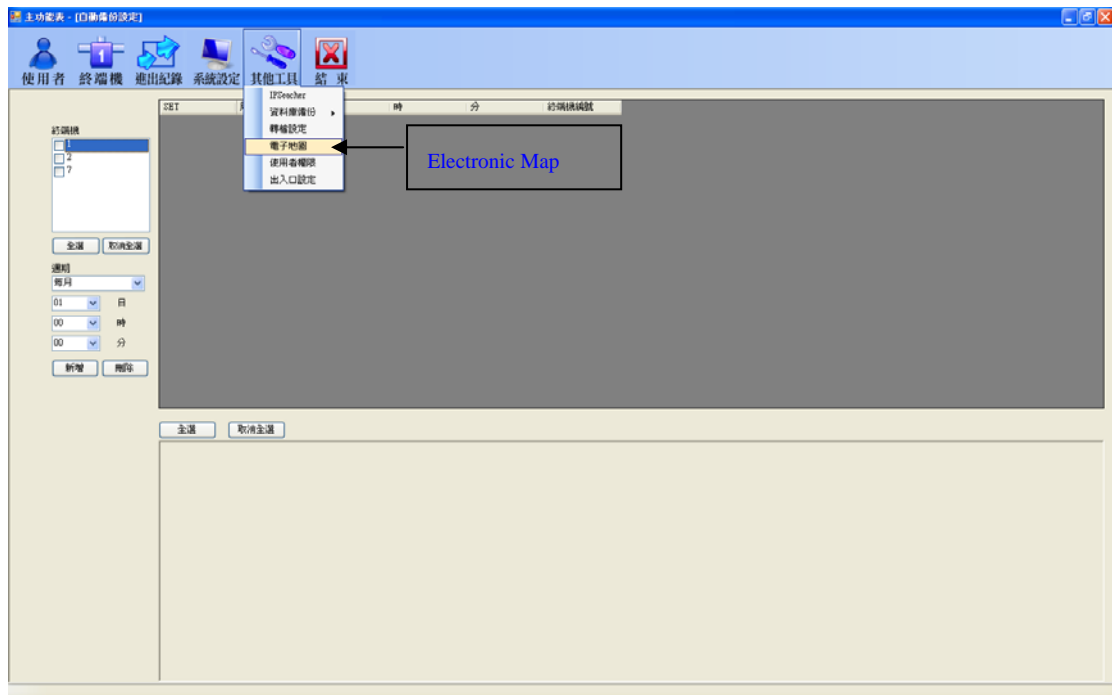 主功能表 - [自動備份設定]
使用者 終端機 進出紀錄 系統設定 其他工具 結 束
IPSeacher
資料庫備份
轉檔設定
電子地圖
使用者權限
出入口設定
Electronic Map
SET 時 分 終端機編號
終端機
1
2
7
全選 取消全選
週期
每月
01 日
00 時
00 分
新增 刪除
全選 取消全選